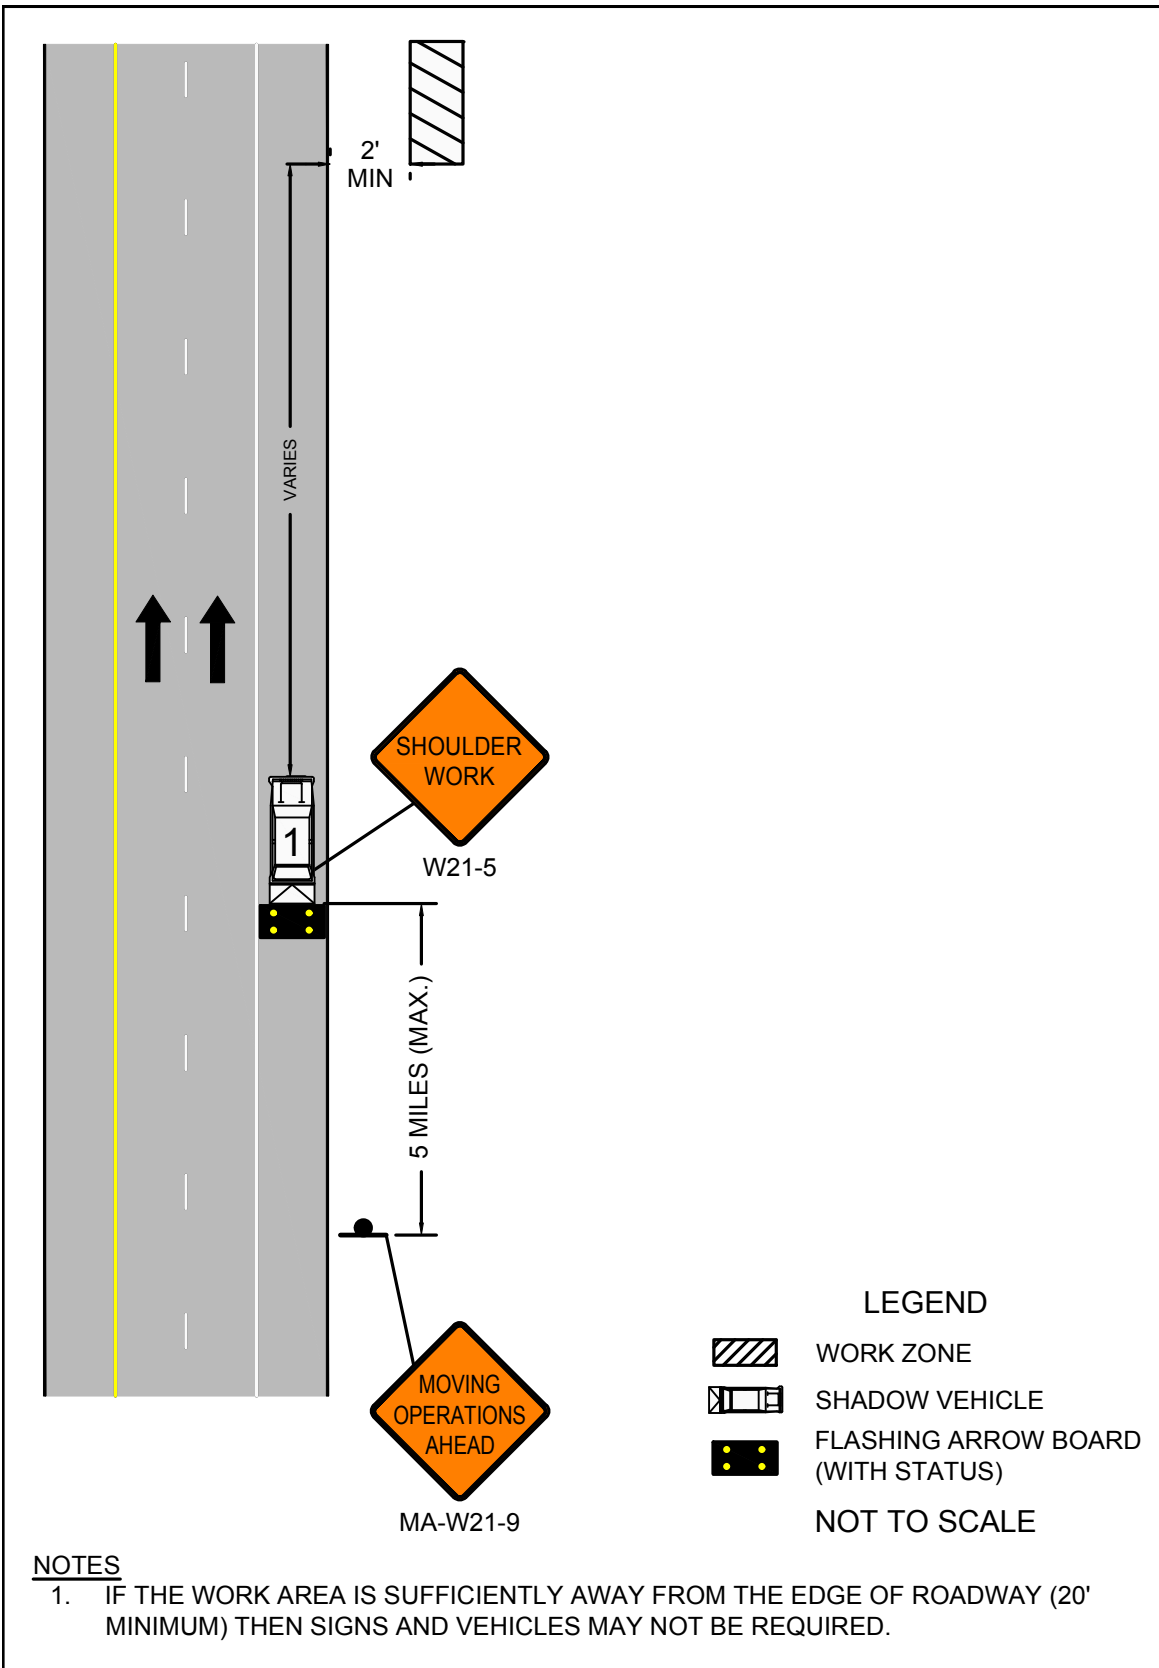 2'
MIN
VARIES
SHOULDER
WORK
1
W21-5
5 MILES (MAX.)
MOVING
OPERATIONS
AHEAD
MA-W21-9
LEGEND
WORK ZONE
SHADOW VEHICLE
FLASHING ARROW BOARD
(WITH STATUS)
NOT TO SCALE
NOTES
1. IF THE WORK AREA IS SUFFICIENTLY AWAY FROM THE EDGE OF ROADWAY (20'
MINIMUM) THEN SIGNS AND VEHICLES MAY NOT BE REQUIRED.